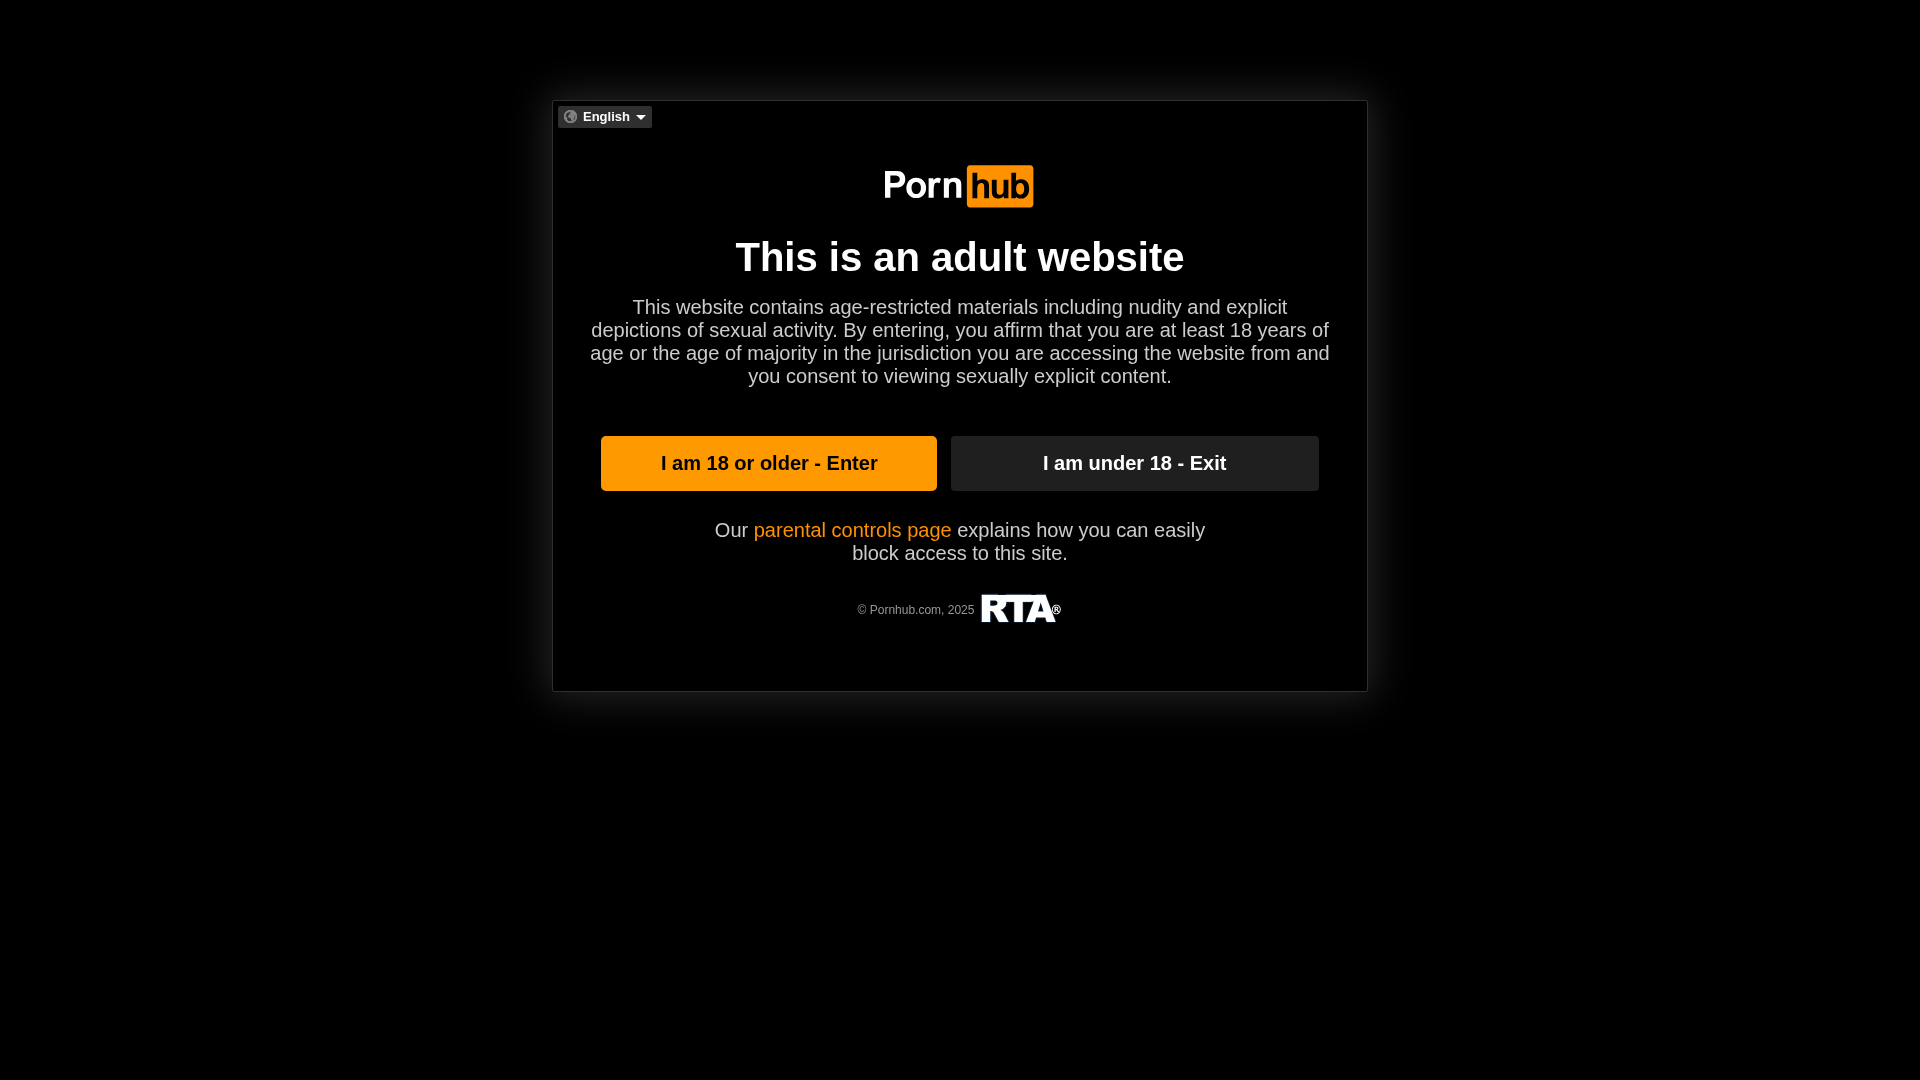 English
Pornhub
This is an adult website
This website contains age-restricted materials including nudity and explicit
depictions of sexual activity. By entering, you affirm that you are at least 18 years of
age or the age of majority in the jurisdiction you are accessing the website from and
you consent to viewing sexually explicit content.
I am 18 or older - Enter
I am under 18 - Exit
Our parental controls page explains how you can easily
block access to this site.
© Pornhub.com, 2025 RTA®